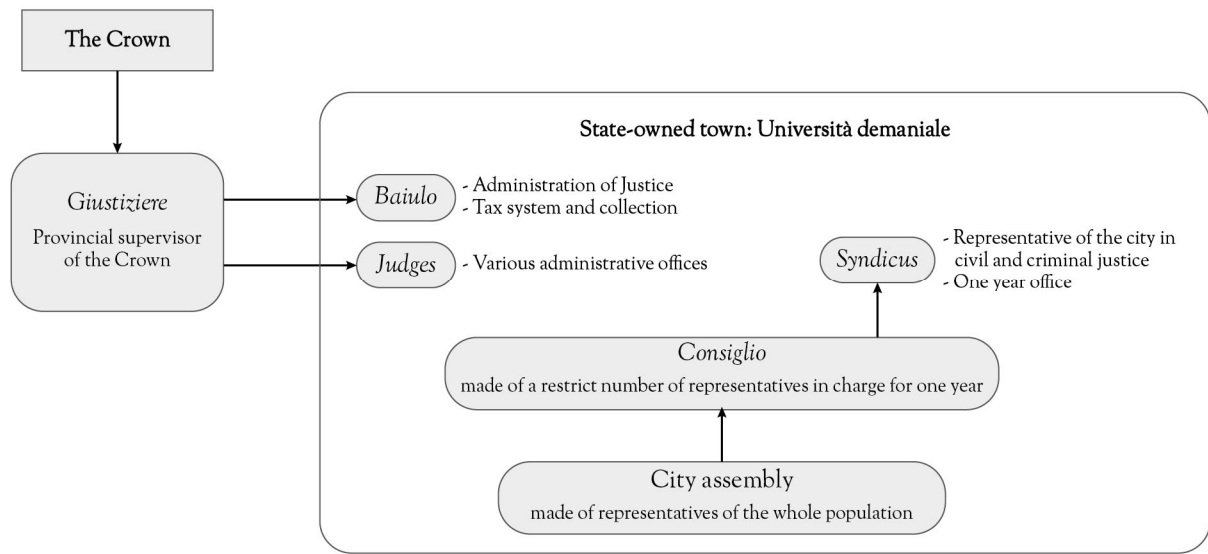 The Crown
State-owned town: Università demaniale
Giustiziere
Provincial supervisor
of the Crown
Baiulo
- Administration of Justice
- Tax system and collection
Judges
- Various administrative offices
Syndicus
- Representative of the city in
civil and criminal justice
- One year office
Consiglio
made of a restrict number of representatives in charge for one year
City assembly
made of representatives of the whole population